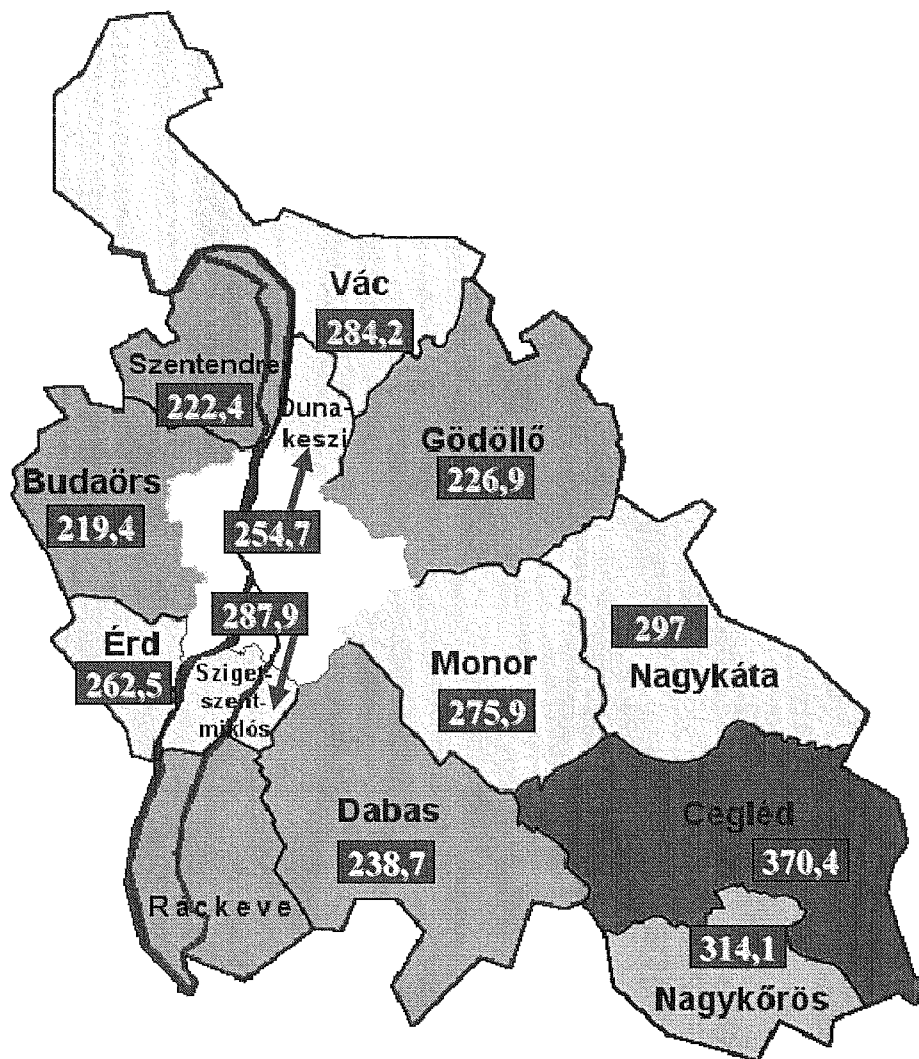 Vác
284,2
Szentendre
222,4
Duna-
keszi
Gödöllő
226,9
Budaörs
219,4
254,7
287,9
Érd
262,5
Sziget-
szent-
miklós
Monor
275,9
297
Nagykáta
Dabas
238,7
Cegléd
370,4
Ráckeve
314,1
Nagykőrös